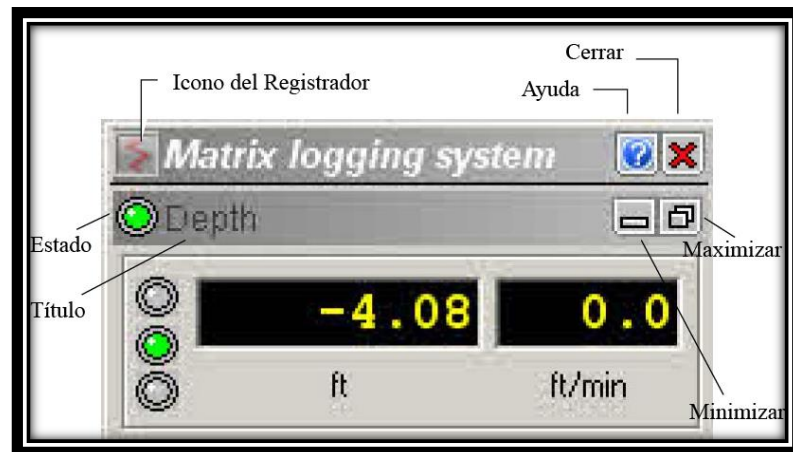 Cerrar
Icono del Registrador
Ayuda
Matrix logging system
Depth
Estado
Maximizar
Título
-4.08 0.0
ft ft/min
Minimizar